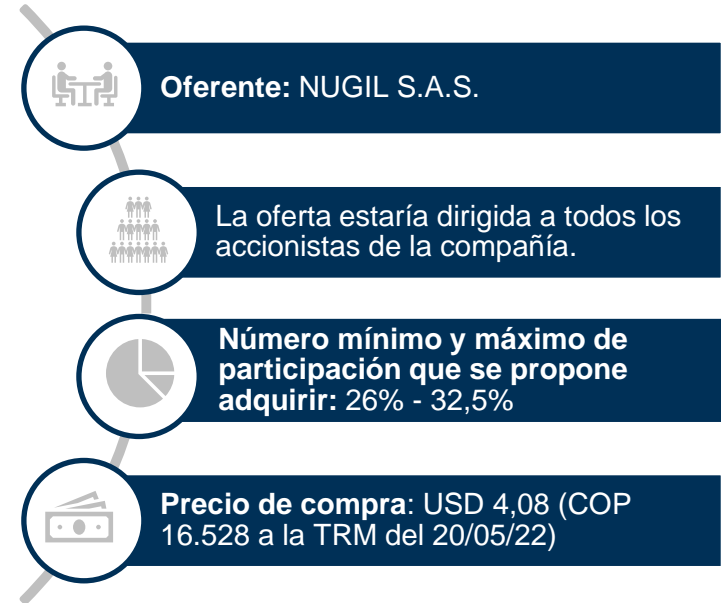 Oferente: NUGIL S.A.S.
La oferta estaría dirigida a todos los
accionistas de la compañía.
Número mínimo y máximo de
participación que se propone
adquirir: 26% - 32,5%
Precio de compra: USD 4,08 (COP
16.528 a la TRM del 20/05/22)